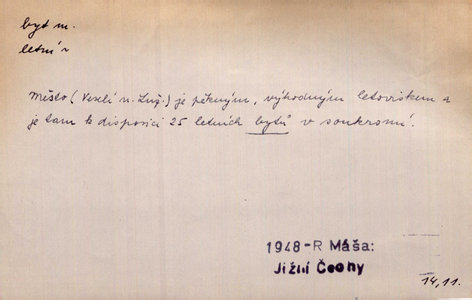 byt m.
letní ~
Město (Veselí n. Luž.) je pěkným, výhodným letoviskem a
je tam k disposici 25 letních bytů v soukromí.
1948-R Máša:
Jižní Čechy
14,11.